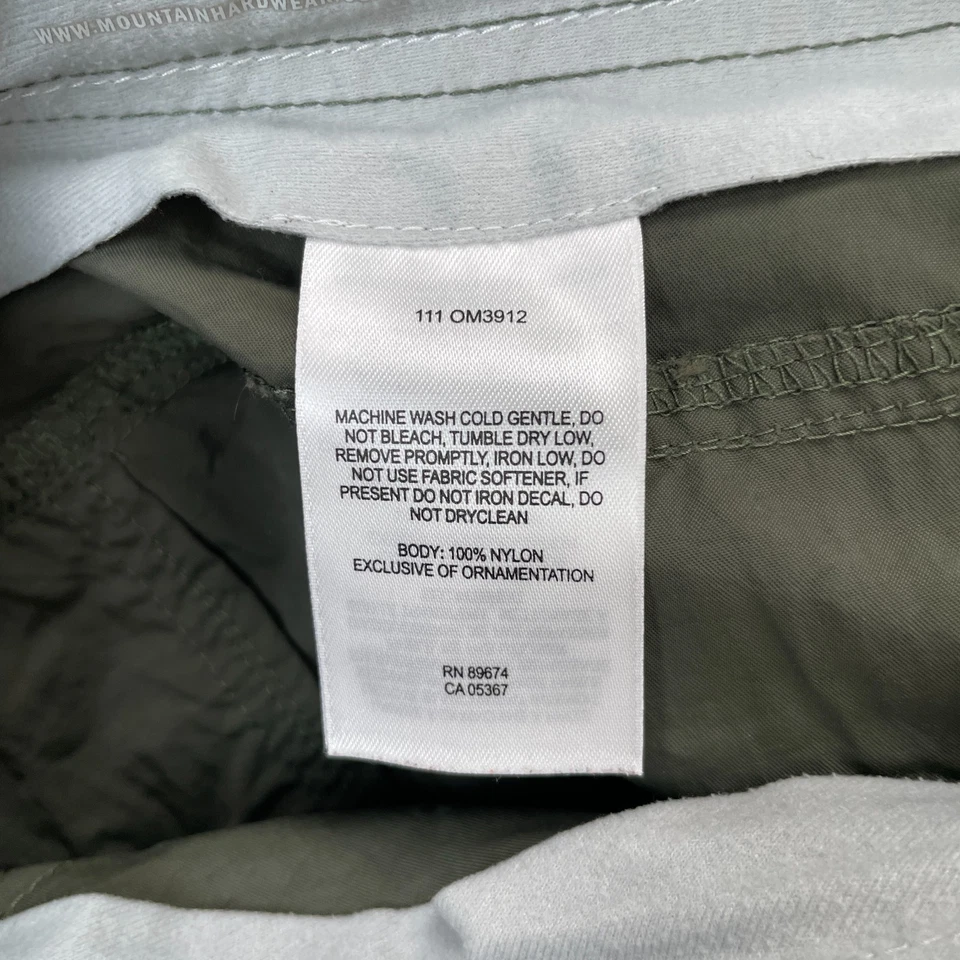 WWW.MOUNTAINHARDWEAR
111 OM3912
MACHINE WASH COLD GENTLE, DO
NOT BLEACH, TUMBLE DRY LOW,
REMOVE PROMPTLY, IRON LOW, DO
NOT USE FABRIC SOFTENER, IF
PRESENT DO NOT IRON DECAL, DO
NOT DRYCLEAN
BODY: 100% NYLON
EXCLUSIVE OF ORNAMENTATION
RN 89674
CA 05367